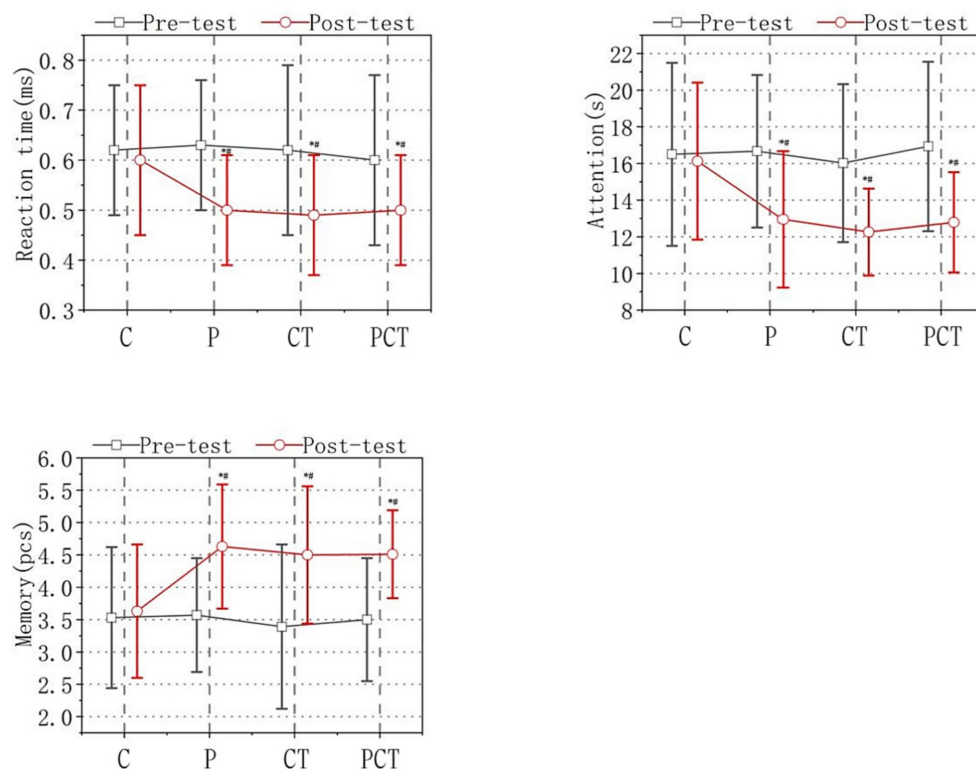 Pre-test Post-test
Reaction time(ms)
0.8
0.7
0.6
0.5
0.4
0.3
*# *# *#
C P CT PCT
Pre-test Post-test
Attention(s)
22
20
18
16
14
12
10
8
*# *# *#
C P CT PCT
Pre-test Post-test
Memory(pcs)
6.0
5.5
5.0
4.5
4.0
3.5
3.0
2.5
2.0
*# *# *#
C P CT PCT